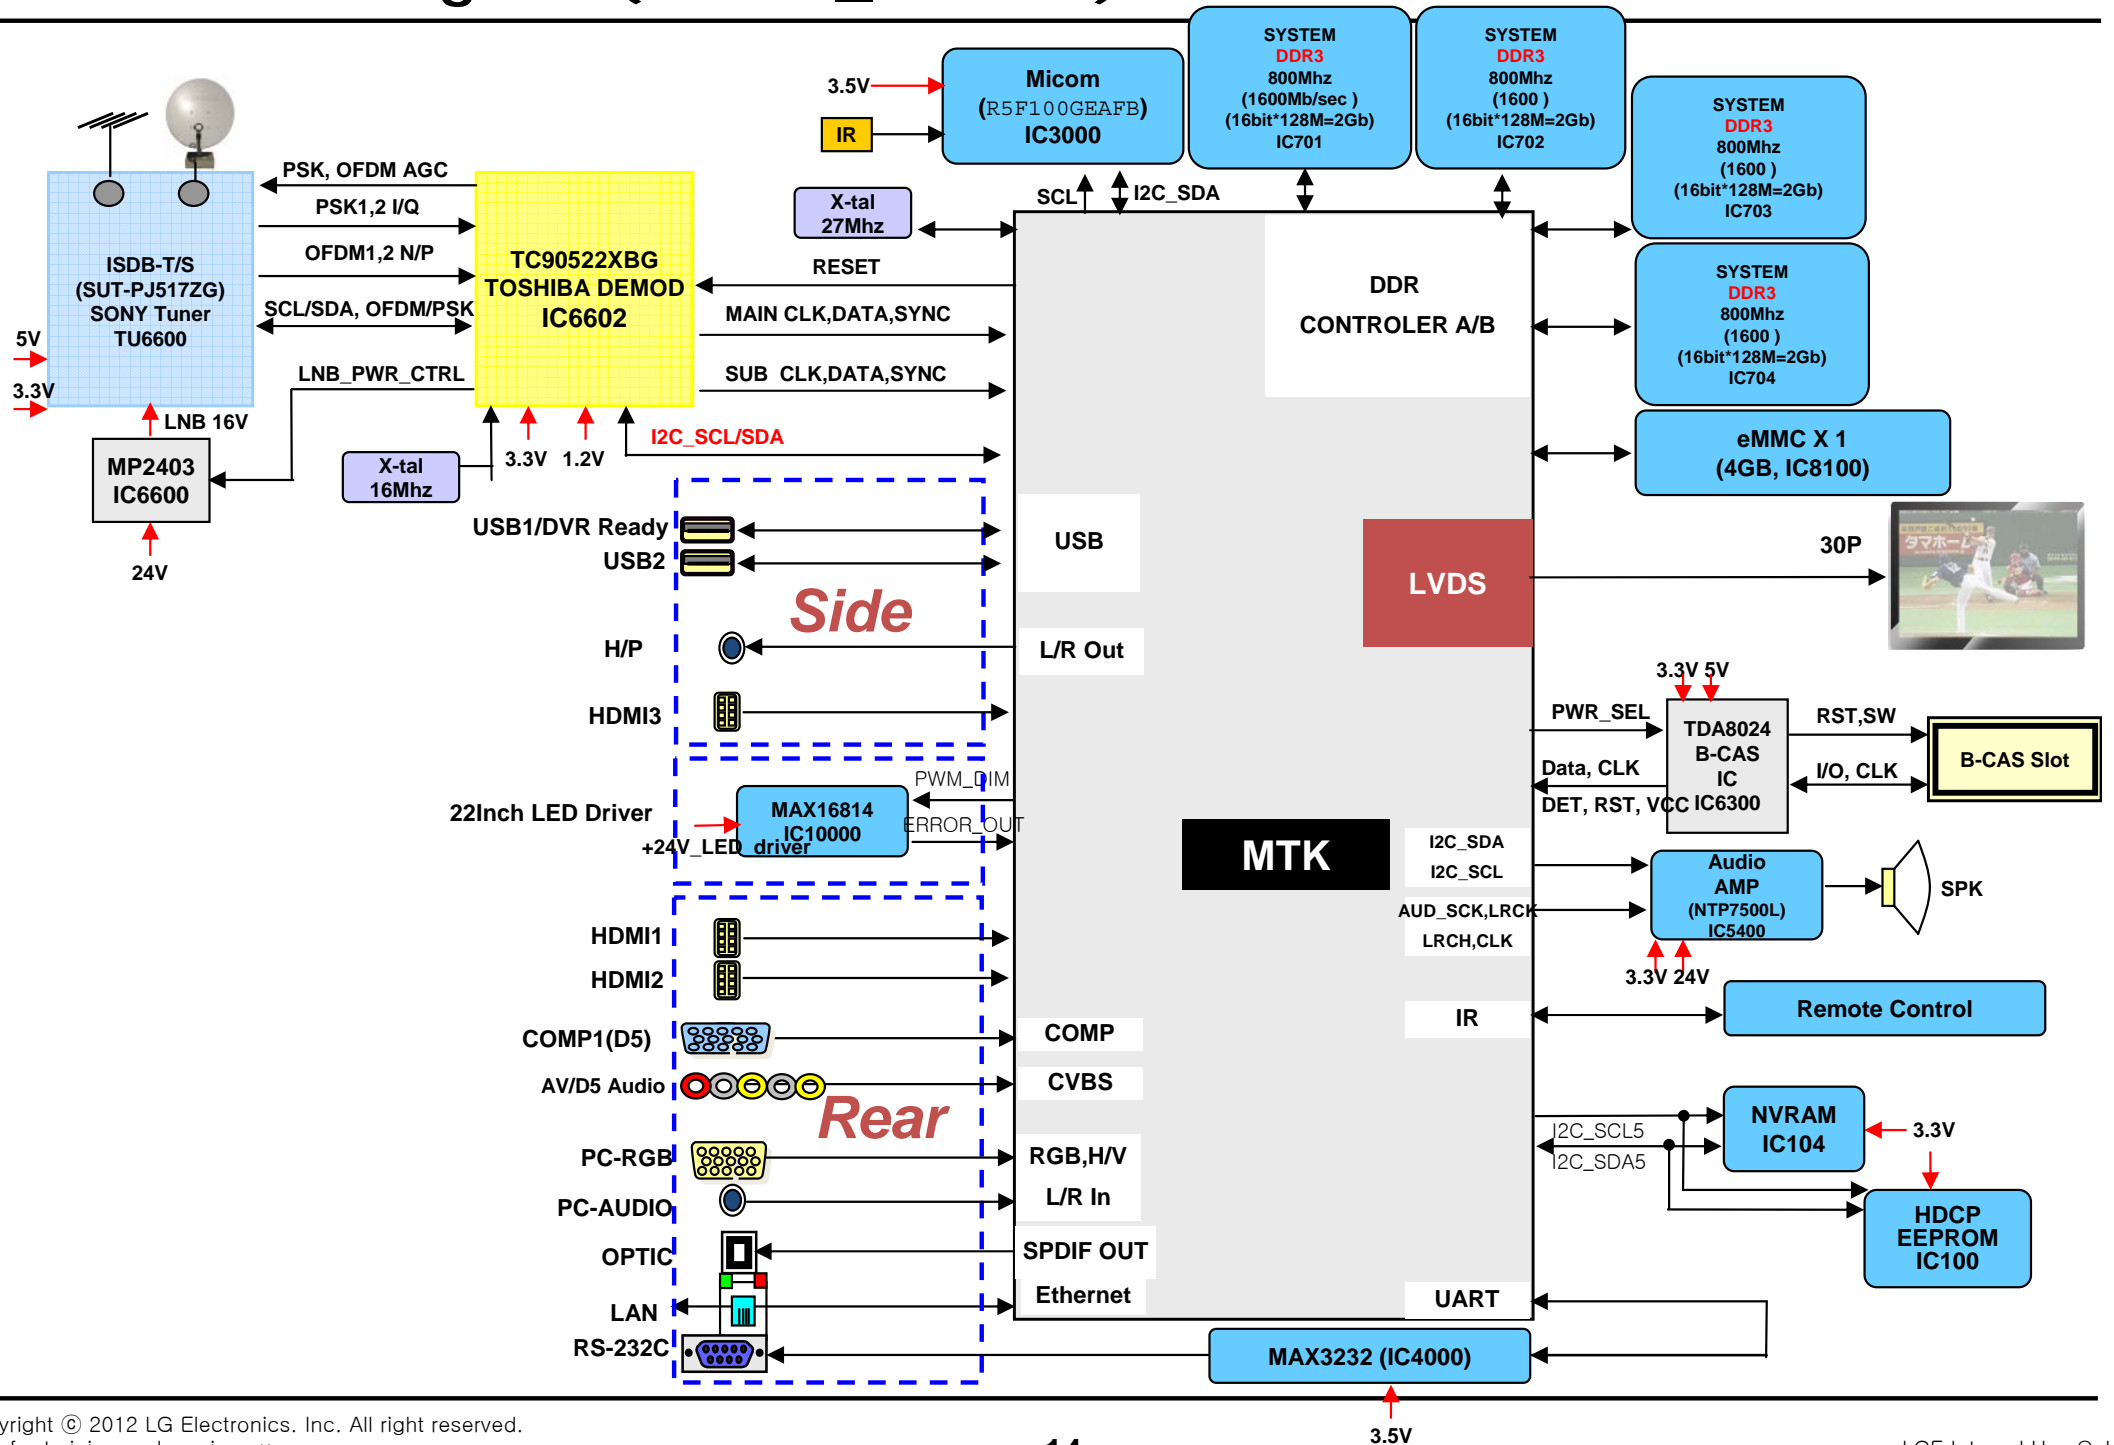 SYSTEM
DDR3
800Mhz
(1600Mb/sec )
(16bit*128M=2Gb)
IC701
SYSTEM
DDR3
800Mhz
(1600 )
(16bit*128M=2Gb)
IC702
SYSTEM
DDR3
800Mhz
(1600 )
(16bit*128M=2Gb)
IC703
SYSTEM
DDR3
800Mhz
(1600 )
(16bit*128M=2Gb)
IC704
3.5V
Micom
(R5F100GEAFB)
IC3000
IR
SCL
I2C_SDA
X-tal
27Mhz
PSK, OFDM AGC
PSK1,2 I/Q
OFDM1,2 N/P
SCL/SDA, OFDM/PSK
LNB_PWR_CTRL
ISDB-T/S
(SUT-PJ517ZG)
SONY Tuner
TU6600
5V
3.3V
LNB 16V
MP2403
IC6600
24V
TC90522XBG
TOSHIBA DEMOD
IC6602
X-tal
16Mhz
3.3V
1.2V
I2C_SCL/SDA
RESET
MAIN CLK,DATA,SYNC
SUB CLK,DATA,SYNC
DDR
CONTROLER A/B
eMMC X 1
(4GB, IC8100)
USB1/DVR Ready
USB2
USB
Side
H/P
L/R Out
HDMI3
LVDS
30P
タマホーム
22Inch LED Driver
+24V_LED_driver
MAX16814
IC10000
PWM_DIM
ERROR_OUT
MTK
3.3V 5V
PWR_SEL
Data, CLK
DET, RST, VCC
TDA8024
B-CAS
IC
IC6300
RST,SW
I/O, CLK
B-CAS Slot
I2C_SDA
I2C_SCL
AUD_SCK,LRCK
LRCH,CLK
Audio
AMP
(NTP7500L)
IC5400
SPK
3.3V 24V
IR
Remote Control
HDMI1
HDMI2
COMP1(D5)
COMP
AV/D5 Audio
CVBS
Rear
PC-RGB
RGB,H/V
PC-AUDIO
L/R In
OPTIC
SPDIF OUT
LAN
Ethernet
RS-232C
UART
MAX3232 (IC4000)
3.5V
I2C_SCL5
I2C_SDA5
NVRAM
IC104
3.3V
HDCP
EEPROM
IC100
yright ⓒ 2012 LG Electronics. Inc. All right reserved.